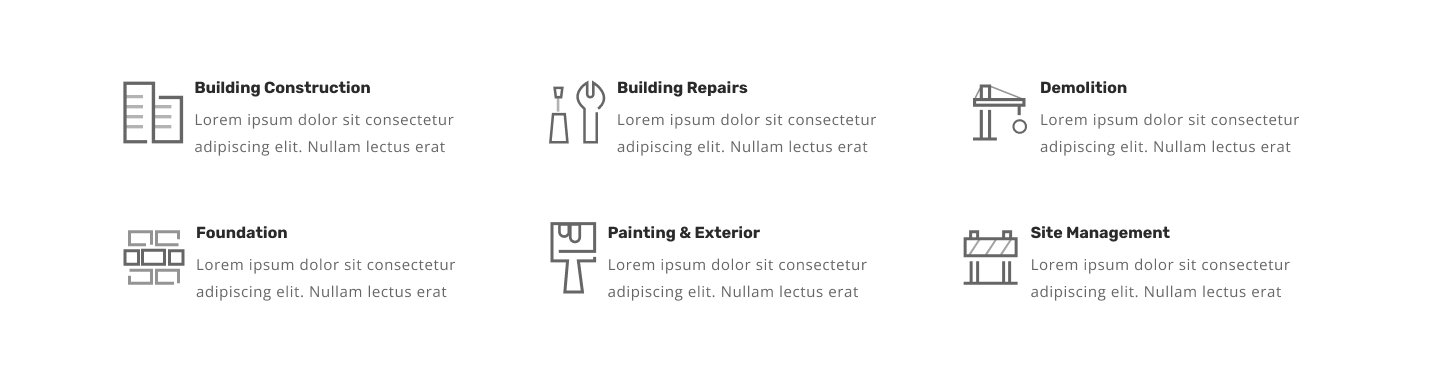 Building Construction
Lorem ipsum dolor sit consectetur
adipiscing elit. Nullam lectus erat
Building Repairs
Lorem ipsum dolor sit consectetur
adipiscing elit. Nullam lectus erat
Demolition
Lorem ipsum dolor sit consectetur
adipiscing elit. Nullam lectus erat
Foundation
Lorem ipsum dolor sit consectetur
adipiscing elit. Nullam lectus erat
Painting & Exterior
Lorem ipsum dolor sit consectetur
adipiscing elit. Nullam lectus erat
Site Management
Lorem ipsum dolor sit consectetur
adipiscing elit. Nullam lectus erat